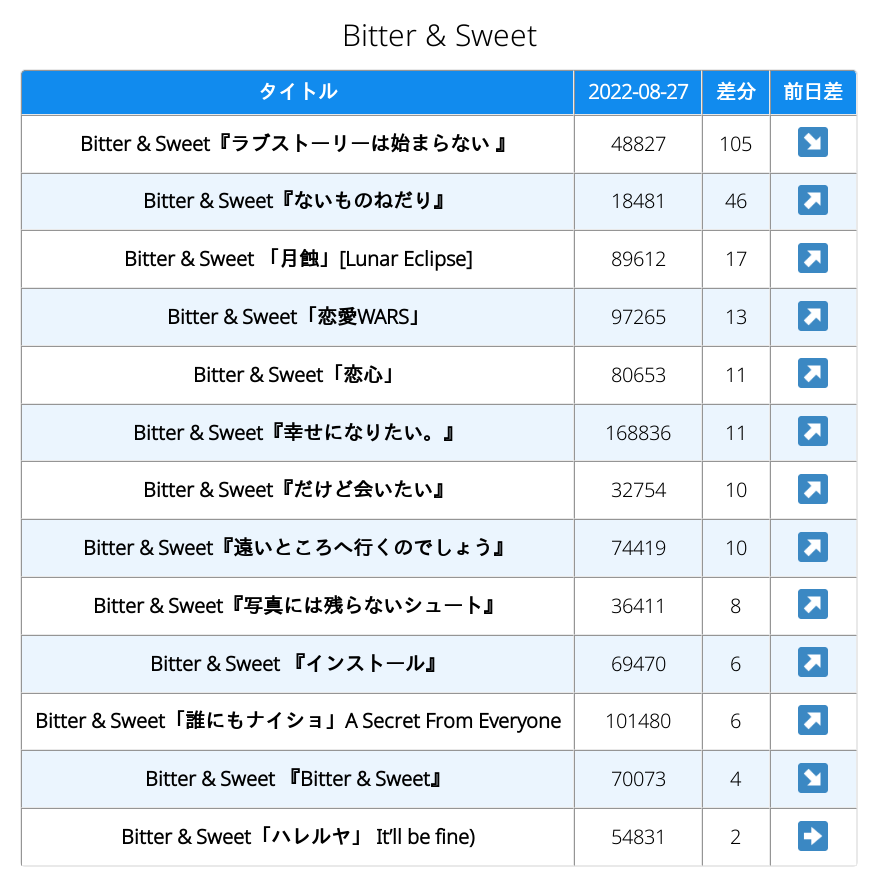 Bitter & Sweet
タイトル 2022-08-27 差分 前日差
Bitter & Sweet『ラブストーリーは始まらない 』 48827 105
Bitter & Sweet『ないものねだり』 18481 46
Bitter & Sweet 「月蝕」[Lunar Eclipse] 89612 17
Bitter & Sweet「恋愛WARS」 97265 13
Bitter & Sweet「恋心」 80653 11
Bitter & Sweet『幸せになりたい。』 168836 11
Bitter & Sweet『だけど会いたい』 32754 10
Bitter & Sweet『遠いところへ行くのでしょう』 74419 10
Bitter & Sweet『写真には残らないシュート』 36411 8
Bitter & Sweet 『インストール』 69470 6
Bitter & Sweet「誰にもナイショ」A Secret From Everyone 101480 6
Bitter & Sweet 『Bitter & Sweet』 70073 4
Bitter & Sweet「ハレルヤ」 It’ll be fine) 54831 2